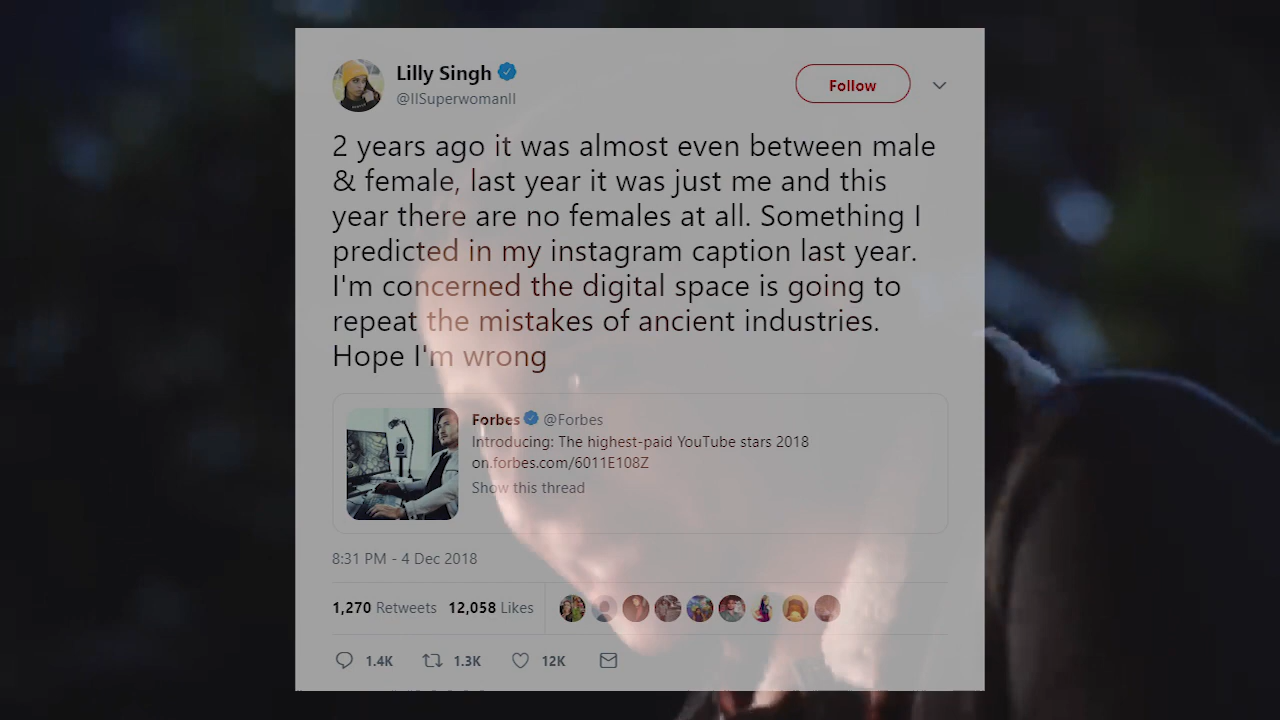 Lilly Singh
@IISuperwomanII
Follow
2 years ago it was almost even between male
& female, last year it was just me and this
year there are no females at all. Something I
predicted in my instagram caption last year.
I'm concerned the digital space is going to
repeat the mistakes of ancient industries.
Hope I'm wrong
Forbes @Forbes
Introducing: The highest-paid YouTube stars 2018
on.forbes.com/6011E108Z
Show this thread
8:31 PM - 4 Dec 2018
1,270 Retweets 12,058 Likes
1.4K 1.3K 12K